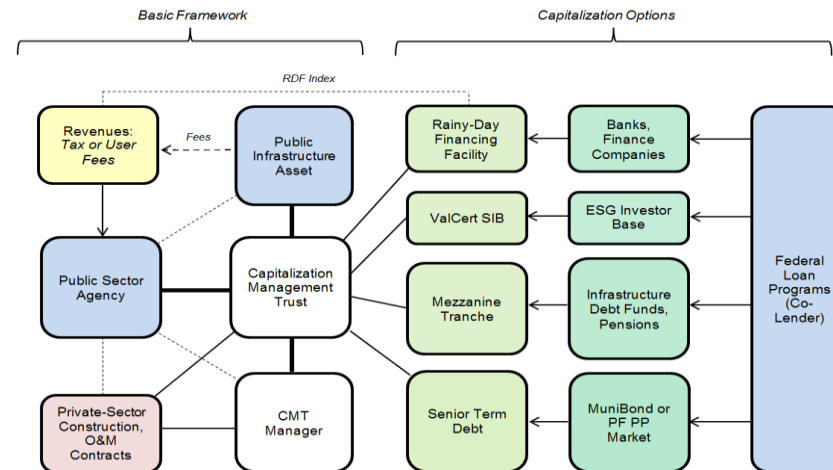 Basic Framework
Capitalization Options
RDF Index
Revenues:
Tax or User
Fees
Fees
Public
Infrastructure
Asset
Rainy-Day
Financing
Facility
Banks,
Finance
Companies
ValCert SIB
ESG Investor
Base
Public Sector
Agency
Capitalization
Management
Trust
Mezzanine
Tranche
Infrastructure
Debt Funds,
Pensions
Federal
Loan
Programs
(Co-
Lender)
Private-Sector
Construction,
O&M
Contracts
CMT
Manager
Senior Term
Debt
MuniBond or
PF PP
Market